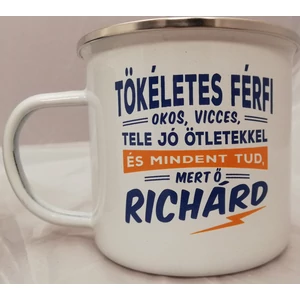 TÖKÉLETES FÉRFI
OKOS, VICCES,
TELE JÓ ÖTLETEKKEL
ÉS MINDENT TUD,
MERT Ő
RICHÁRD